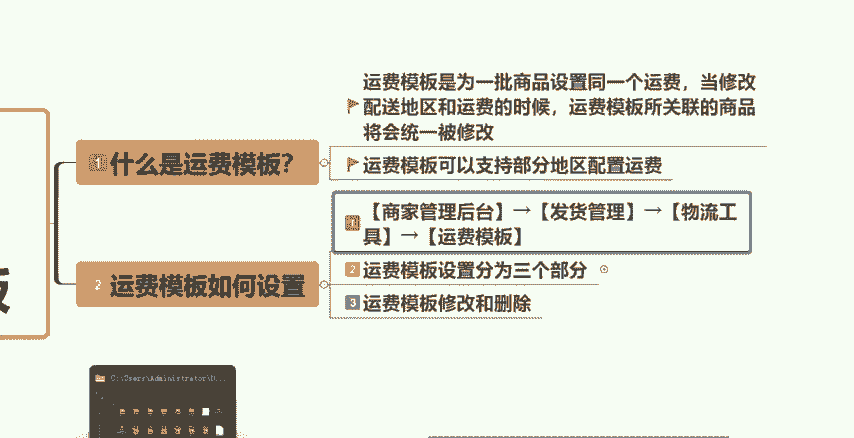 运费模板是为一批商品设置同一个运费，当修改
配送地区和运费的时候，运费模板所关联的商品
将会统一被修改
1 什么是运费模板？
运费模板可以支持部分地区配置运费
1 【商家管理后台】→【发货管理】→【物流工
具】→【运费模板】
2 运费模板如何设置
2 运费模板设置分为三个部分
3 运费模板修改和删除
C:\Users\Administrator\D...